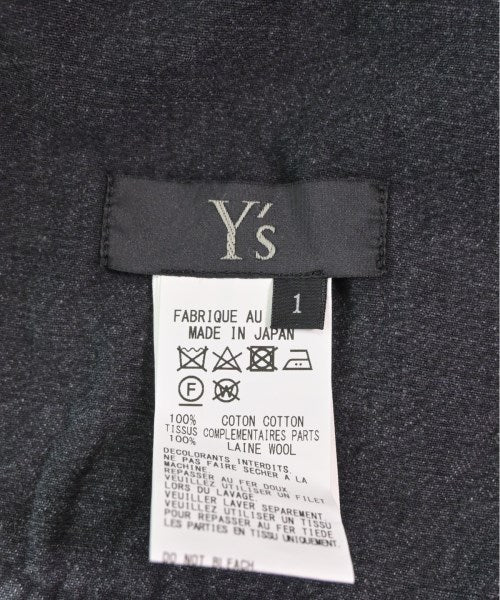 Y's
1
FABRIQUE AU
MADE IN JAPAN
F W
100% COTON COTTON
TISSUS COMPLEMENTAIRES PARTS
100% LAINE WOOL
DECOLORANTS INTERDITS.
NE PAS FAIRE SECHER A LA
MACHINE.
REPASSER AU FER DOUX.
VEUILLEZ UTILISER UN FILET
LORS DU LAVAGE.
VEUILLER LAVER SEPAREMENT
VEUILLEZ UTILISER UN TISSU
POUR REPASSER AU FER TIEDE
LES PARTIES EN TISSU UNIQUEMENT.
DO NOT BLEACH